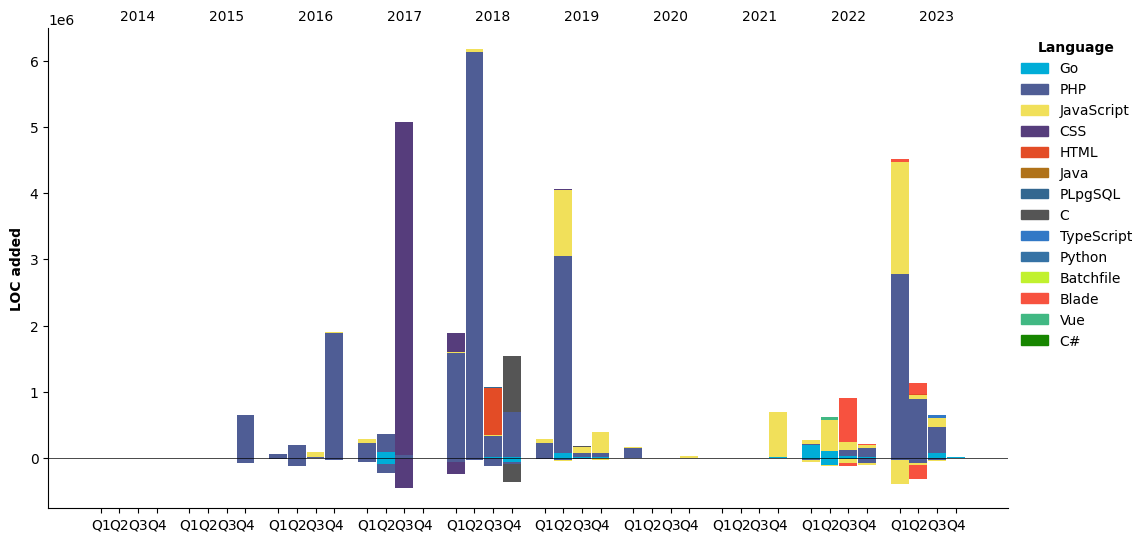 1e6
2014 2015 2016 2017 2018 2019 2020 2021 2022 2023
LOC added
6
5
4
3
2
1
0
Q1Q2Q3Q4 Q1Q2Q3Q4 Q1Q2Q3Q4 Q1Q2Q3Q4 Q1Q2Q3Q4 Q1Q2Q3Q4 Q1Q2Q3Q4 Q1Q2Q3Q4 Q1Q2Q3Q4 Q1Q2Q3Q4
Language
Go
PHP
JavaScript
CSS
HTML
Java
PLpgSQL
C
TypeScript
Python
Batchfile
Blade
Vue
C#